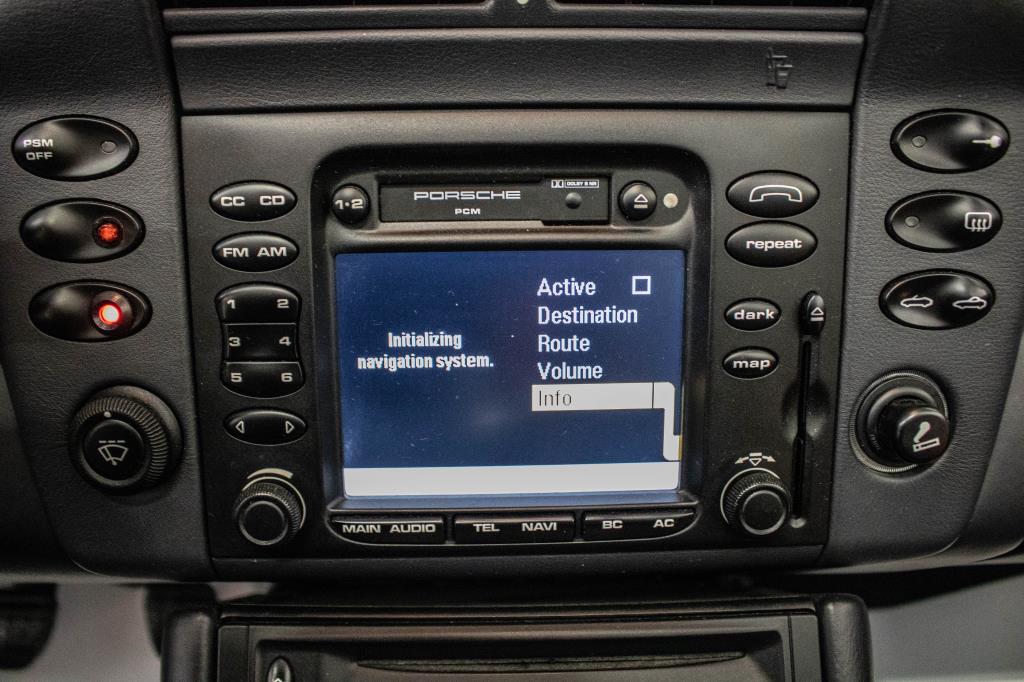 PSM
OFF
CC CD
FM AM
1 2
3 4
5 6
1·2
PORSCHE
PCM
DOLBY B NR
repeat
dark
map
Initializing
navigation system.
Active
Destination
Route
Volume
Info
MAIN AUDIO
TEL NAVI
BC AC